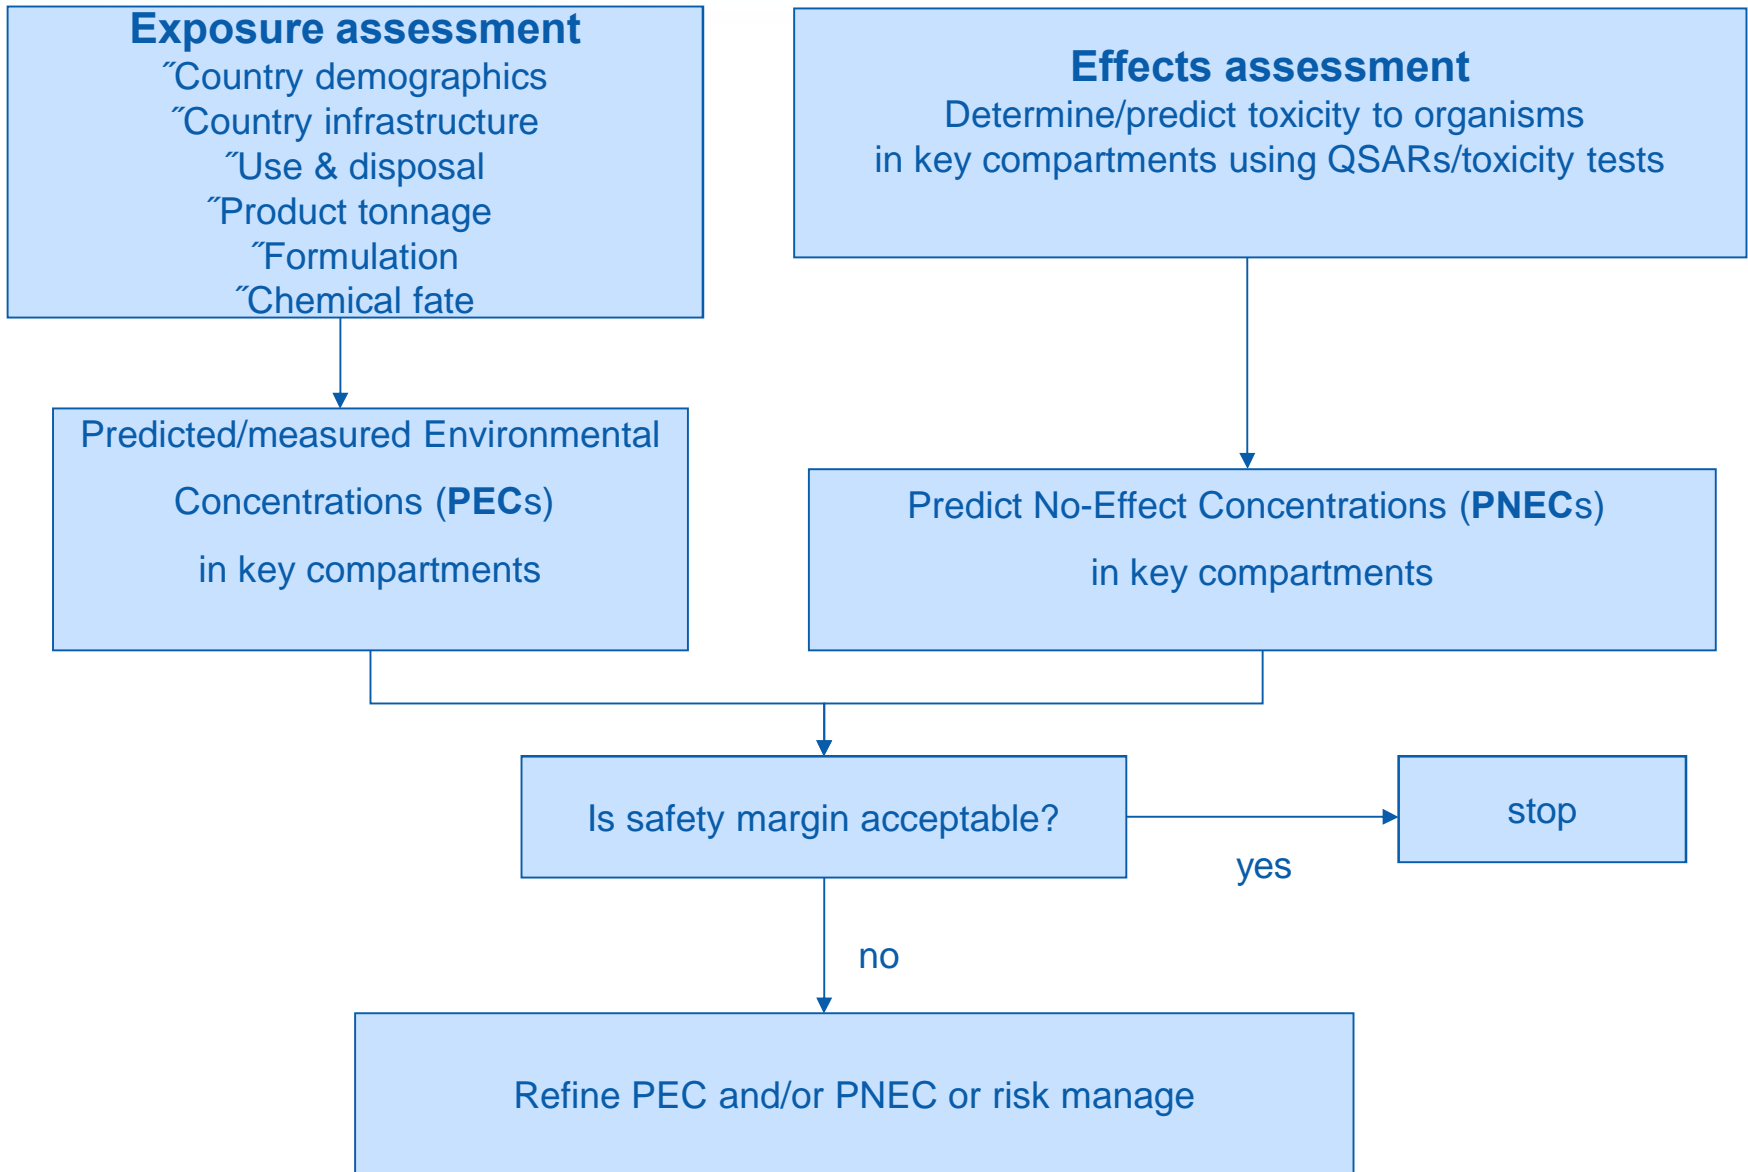 Exposure assessment
˝Country demographics
˝Country infrastructure
˝Use & disposal
˝Product tonnage
˝Formulation
˝Chemical fate
Effects assessment
Determine/predict toxicity to organisms
in key compartments using QSARs/toxicity tests
Predicted/measured Environmental
Concentrations (PECs)
in key compartments
Predict No-Effect Concentrations (PNECs)
in key compartments
Is safety margin acceptable?
stop
yes
no
Refine PEC and/or PNEC or risk manage